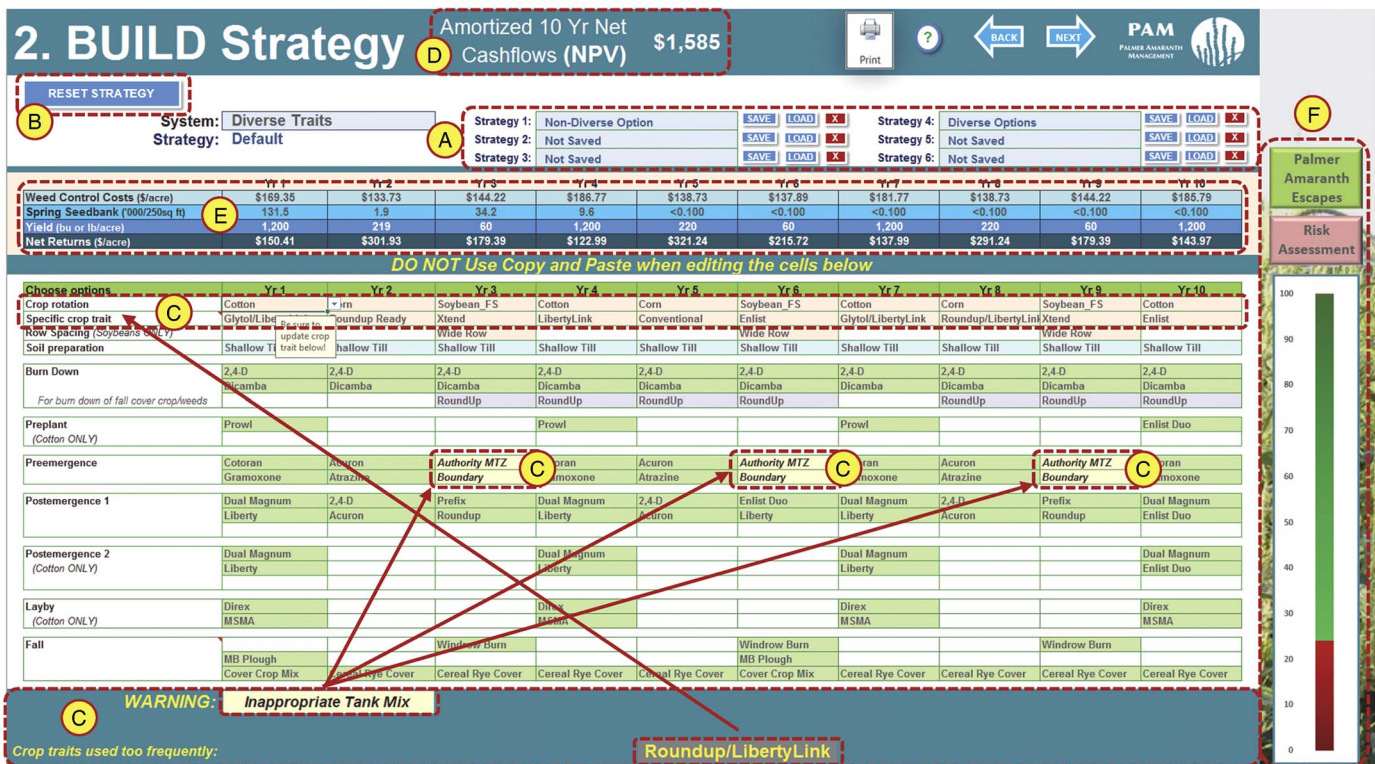 2. BUILD Strategy
Amortized 10 Yr Net
Cashflows (NPV)
$1,585
D
Print
?
BACK
NEXT
PAM
PALMER AMARANTH
MANAGEMENT
RESET STRATEGY
B
System: Diverse Traits
Strategy: Default
A
Strategy 1: Non-Diverse Option SAVE LOAD X Strategy 4: Diverse Options SAVE LOAD X
Strategy 2: Not Saved SAVE LOAD X Strategy 5: Not Saved SAVE LOAD X
Strategy 3: Not Saved SAVE LOAD X Strategy 6: Not Saved SAVE LOAD X
F
Palmer
Amaranth
Escapes
Risk
Assessment
Yr 1 Yr 2 Yr 3 Yr 4 Yr 5 Yr 6 Yr 7 Yr 8 Yr 9 Yr 10
Weed Control Costs ($/acre) $169.35 $133.73 $144.22 $186.77 $138.73 $137.89 $181.77 $138.73 $144.22 $185.79
Spring Seedbank ('000/250sq ft) E 131.5 1.9 34.2 9.6 <0.100 <0.100 <0.100 <0.100 <0.100 <0.100
Yield (bu or lb/acre) 1,200 219 60 1,200 220 60 1,200 220 60 1,200
Net Returns ($/acre) $150.41 $301.93 $179.39 $122.99 $321.24 $215.72 $137.99 $291.24 $179.39 $143.97
DO NOT Use Copy and Paste when editing the cells below
Choose options Yr 1 Yr 2 Yr 3 Yr 4 Yr 5 Yr 6 Yr 7 Yr 8 Yr 9 Yr 10
Crop rotation Cotton orn Soybean_FS Cotton Corn Soybean_FS Cotton Corn Soybean_FS Cotton
C
Specific crop trait Glytol/Libe oundup Ready Xtend LibertyLink Conventional Enlist Glytol/LibertyLink Roundup/LibertyLink Xtend Enlist
Be sure to
update crop
trait below!
Row Spacing (Soybeans ONLY) Wide Row Wide Row Wide Row
Soil preparation Shallow Till Shallow Till Shallow Till Shallow Till Shallow Till Shallow Till Shallow Till Shallow Till Shallow Till Shallow Till
Burn Down 2,4-D 2,4-D 2,4-D 2,4-D 2,4-D 2,4-D 2,4-D 2,4-D 2,4-D 2,4-D
Dicamba Dicamba Dicamba Dicamba Dicamba Dicamba Dicamba Dicamba Dicamba Dicamba
For burn down of fall cover crop/weeds RoundUp RoundUp RoundUp RoundUp RoundUp RoundUp RoundUp
Preplant Prowl Prowl Prowl Enlist Duo
(Cotton ONLY)
Preemergence Cotoran Acuron Authority MTZ C oran Acuron Authority MTZ C ran Acuron Authority MTZ C oran
Gramoxone Atrazine Boundary amoxone Atrazine Boundary moxone Atrazine Boundary amoxone
Postemergence 1 Dual Magnum 2,4-D Prefix Dual Magnum 2,4-D Enlist Duo Dual Magnum 2,4-D Prefix Dual Magnum
Liberty Acuron Roundup Liberty Acuron Liberty Liberty Acuron Roundup Enlist Duo
Postemergence 2 Dual Magnum Dual Magnum Dual Magnum Dual Magnum
(Cotton ONLY) Liberty Liberty Liberty Enlist Duo
Layby Direx Direx Direx Direx
(Cotton ONLY) MSMA MSMA MSMA MSMA
Fall Windrow Burn Windrow Burn Windrow Burn
MB Plough MB Plough
Cover Crop Mix Cereal Rye Cover Cereal Rye Cover Cereal Rye Cover Cereal Rye Cover Cover Crop Mix Cereal Rye Cover Cereal Rye Cover Cereal Rye Cover Cereal Rye Cover
WARNING: Inappropriate Tank Mix
C
Crop traits used too frequently: Roundup/LibertyLink
100
90
80
70
60
50
40
30
20
10
0